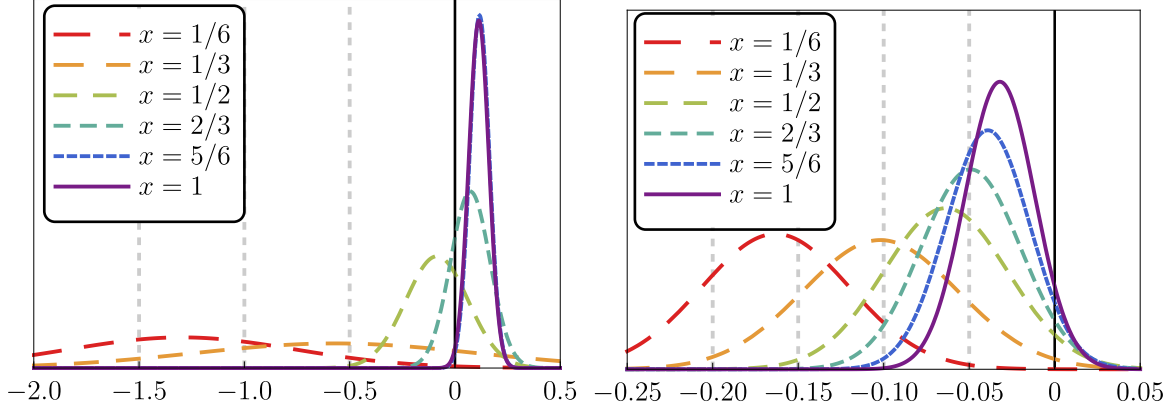 x = 1/6
x = 1/3
x = 1/2
x = 2/3
x = 5/6
x = 1
−2.0 −1.5 −1.0 −0.5 0 0.5
x = 1/6
x = 1/3
x = 1/2
x = 2/3
x = 5/6
x = 1
−0.25 −0.20 −0.15 −0.10 −0.05 0 0.05